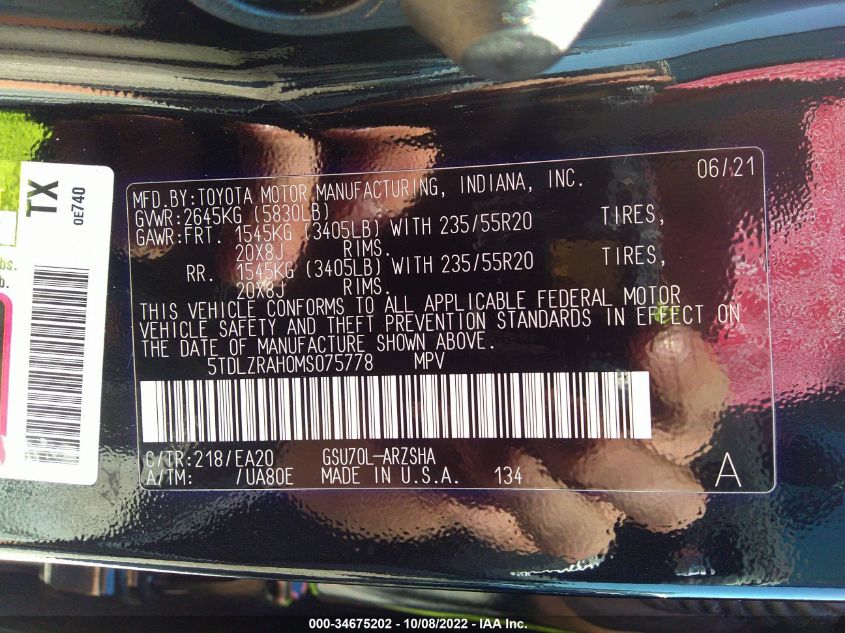 MFD.BY:TOYOTA MOTOR MANUFACTURING, INDIANA, INC. 06/21
GVWR:2645KG (5830LB)
GAWR:FRT. 1545KG (3405LB) WITH 235/55R20 TIRES,
20X8J RIMS.
RR. 1545KG (3405LB) WITH 235/55R20 TIRES,
20X8J RIMS.
THIS VEHICLE CONFORMS TO ALL APPLICABLE FEDERAL MOTOR
VEHICLE SAFETY AND THEFT PREVENTION STANDARDS IN EFFECT ON
THE DATE OF MANUFACTURE SHOWN ABOVE.
5TDLZRAH0MS075778 MPV
C/TR:218/EA20 GSU70L-ARZSHA
A/TM: /UA80E MADE IN U.S.A. 134 A
TX
0E740
lbs.
lb.
000-34675202 - 10/08/2022 - IAA Inc.